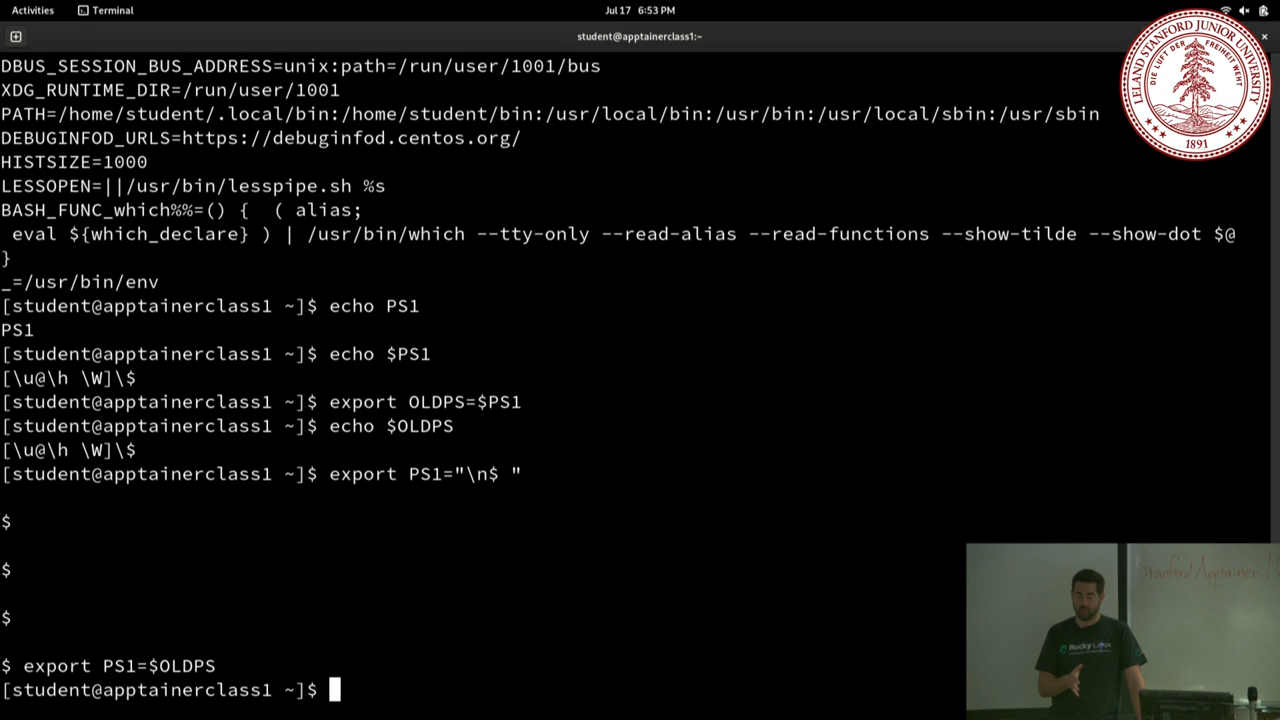 Activities
Terminal
Jul 17 6:53 PM
student@apptainerclass1:~
DBUS_SESSION_BUS_ADDRESS=unix:path=/run/user/1001/bus
XDG_RUNTIME_DIR=/run/user/1001
PATH=/home/student/.local/bin:/home/student/bin:/usr/local/bin:/usr/bin:/usr/local/sbin:/usr/sbin
DEBUGINFOD_URLS=https://debuginfod.centos.org/
HISTSIZE=1000
LESSOPEN=||/usr/bin/lesspipe.sh %s
BASH_FUNC_which%%=() {  ( alias;
 eval ${which_declare} ) | /usr/bin/which --tty-only --read-alias --read-functions --show-tilde --show-dot $@
}
_=/usr/bin/env
[student@apptainerclass1 ~]$ echo PS1
PS1
[student@apptainerclass1 ~]$ echo $PS1
[\u@\h \W]\$
[student@apptainerclass1 ~]$ export OLDPS=$PS1
[student@apptainerclass1 ~]$ echo $OLDPS
[\u@\h \W]\$
[student@apptainerclass1 ~]$ export PS1="\n$ "
$
$
$
$ export PS1=$OLDPS
[student@apptainerclass1 ~]$
LELAND STANFORD JUNIOR UNIVERSITY
DIE LUFT DER FREIHEIT WEHT
1891
Stanford Apptainer
Rocky Linux